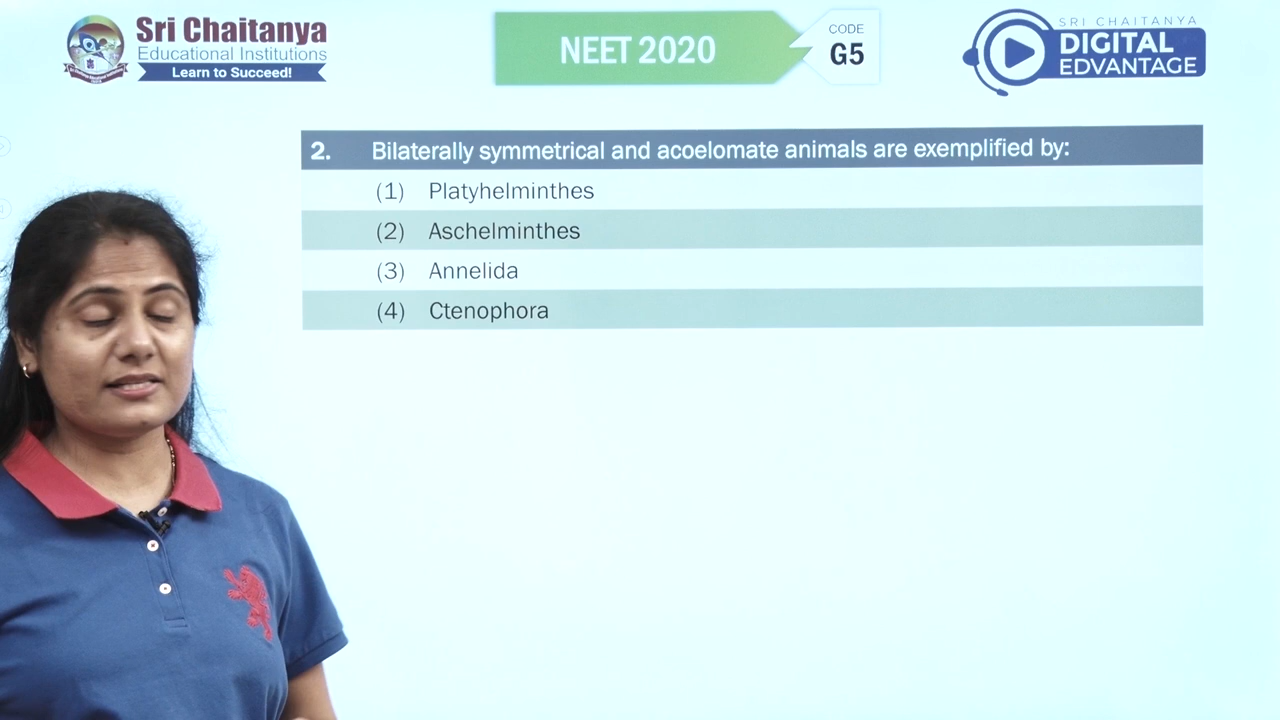 Sri Chaitanya
Educational Institutions
Learn to Succeed!
NEET 2020
CODE
G5
SRI CHAITANYA
DIGITAL
EDVANTAGE
2. Bilaterally symmetrical and acoelomate animals are exemplified by:
(1) Platyhelminthes
(2) Aschelminthes
(3) Annelida
(4) Ctenophora